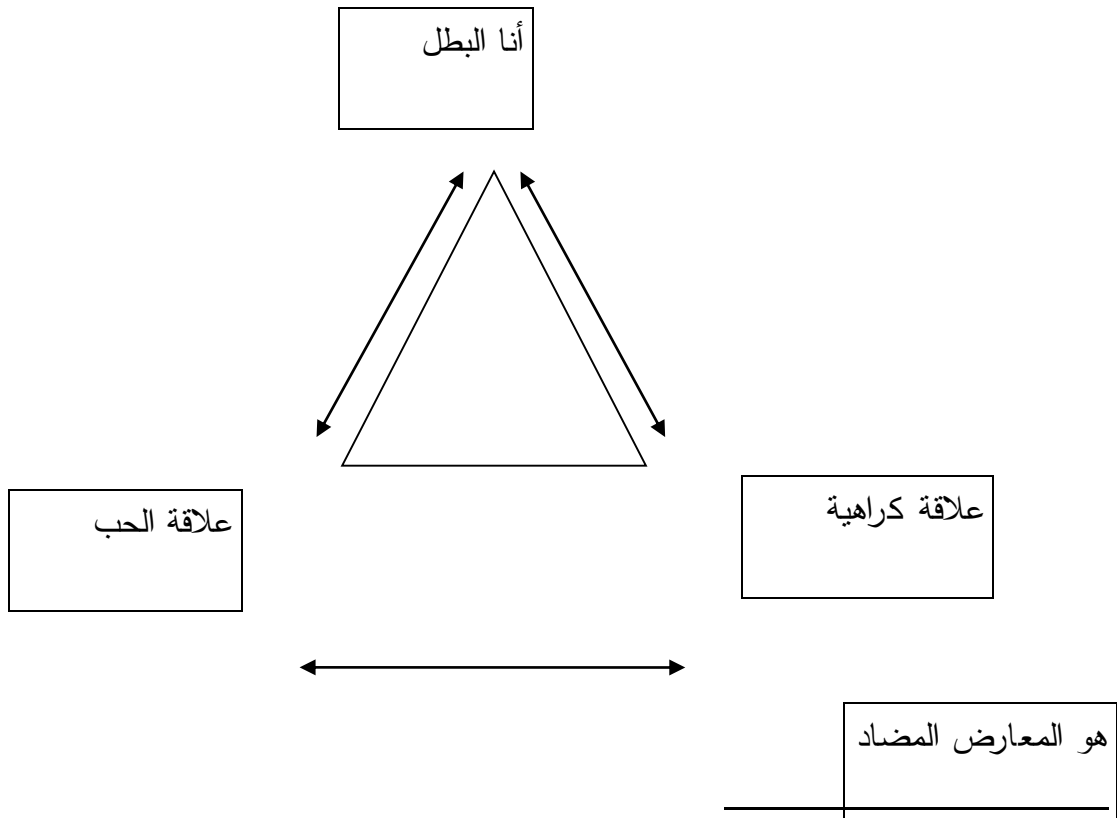 أنا البطل
علاقة كراهية
علاقة الحب
هو المعارض المضاد